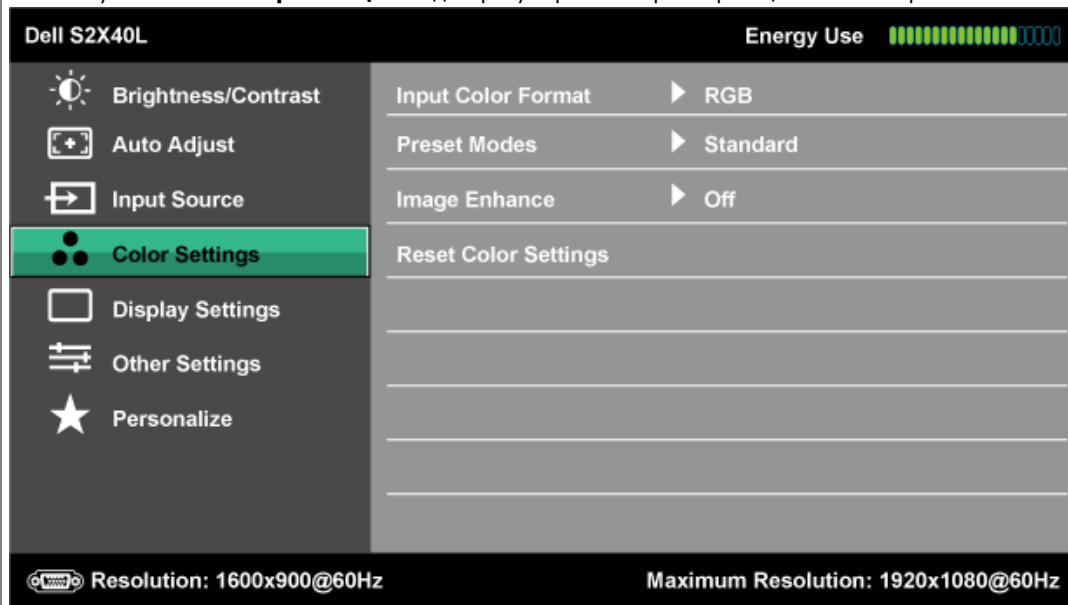 Dell S2X40L Energy Use
Brightness/Contrast Input Color Format RGB
Auto Adjust Preset Modes Standard
Input Source Image Enhance Off
Color Settings Reset Color Settings
Display Settings
Other Settings
Personalize
Resolution: 1600x900@60Hz Maximum Resolution: 1920x1080@60Hz